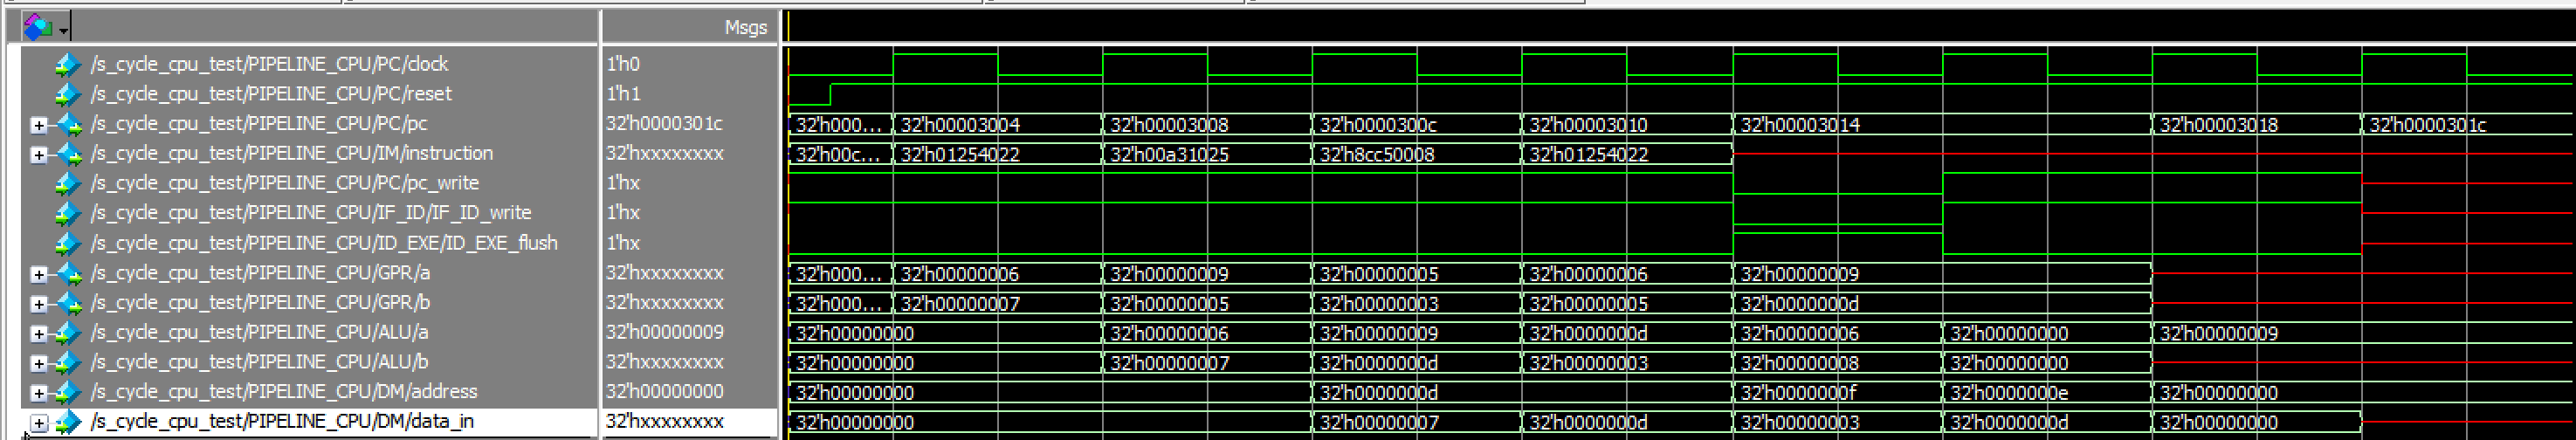 Msgs
/s_cycle_cpu_test/PIPELINE_CPU/PC/clock 1'h0
/s_cycle_cpu_test/PIPELINE_CPU/PC/reset 1'h1
/s_cycle_cpu_test/PIPELINE_CPU/PC/pc 32'h0000301c 32'h000... 32'h00003004 32'h00003008 32'h0000300c 32'h00003010 32'h00003014 32'h00003018 32'h0000301c
/s_cycle_cpu_test/PIPELINE_CPU/IM/instruction 32'hxxxxxxxx 32'h00c... 32'h01254022 32'h00a31025 32'h8cc50008 32'h01254022
/s_cycle_cpu_test/PIPELINE_CPU/PC/pc_write 1'hx
/s_cycle_cpu_test/PIPELINE_CPU/IF_ID/IF_ID_write 1'hx
/s_cycle_cpu_test/PIPELINE_CPU/ID_EXE/ID_EXE_flush 1'hx
/s_cycle_cpu_test/PIPELINE_CPU/GPR/a 32'hxxxxxxxx 32'h000... 32'h00000006 32'h00000009 32'h00000005 32'h00000006 32'h00000009
/s_cycle_cpu_test/PIPELINE_CPU/GPR/b 32'hxxxxxxxx 32'h000... 32'h00000007 32'h00000005 32'h00000003 32'h00000005 32'h0000000d
/s_cycle_cpu_test/PIPELINE_CPU/ALU/a 32'h00000009 32'h00000000 32'h00000006 32'h00000009 32'h0000000d 32'h00000006 32'h00000000 32'h00000009
/s_cycle_cpu_test/PIPELINE_CPU/ALU/b 32'hxxxxxxxx 32'h00000000 32'h00000007 32'h0000000d 32'h00000003 32'h00000008 32'h00000000
/s_cycle_cpu_test/PIPELINE_CPU/DM/address 32'h00000000 32'h00000000 32'h0000000d 32'h0000000f 32'h0000000e 32'h00000000
/s_cycle_cpu_test/PIPELINE_CPU/DM/data_in 32'hxxxxxxxx 32'h00000000 32'h00000007 32'h0000000d 32'h00000003 32'h0000000d 32'h00000000